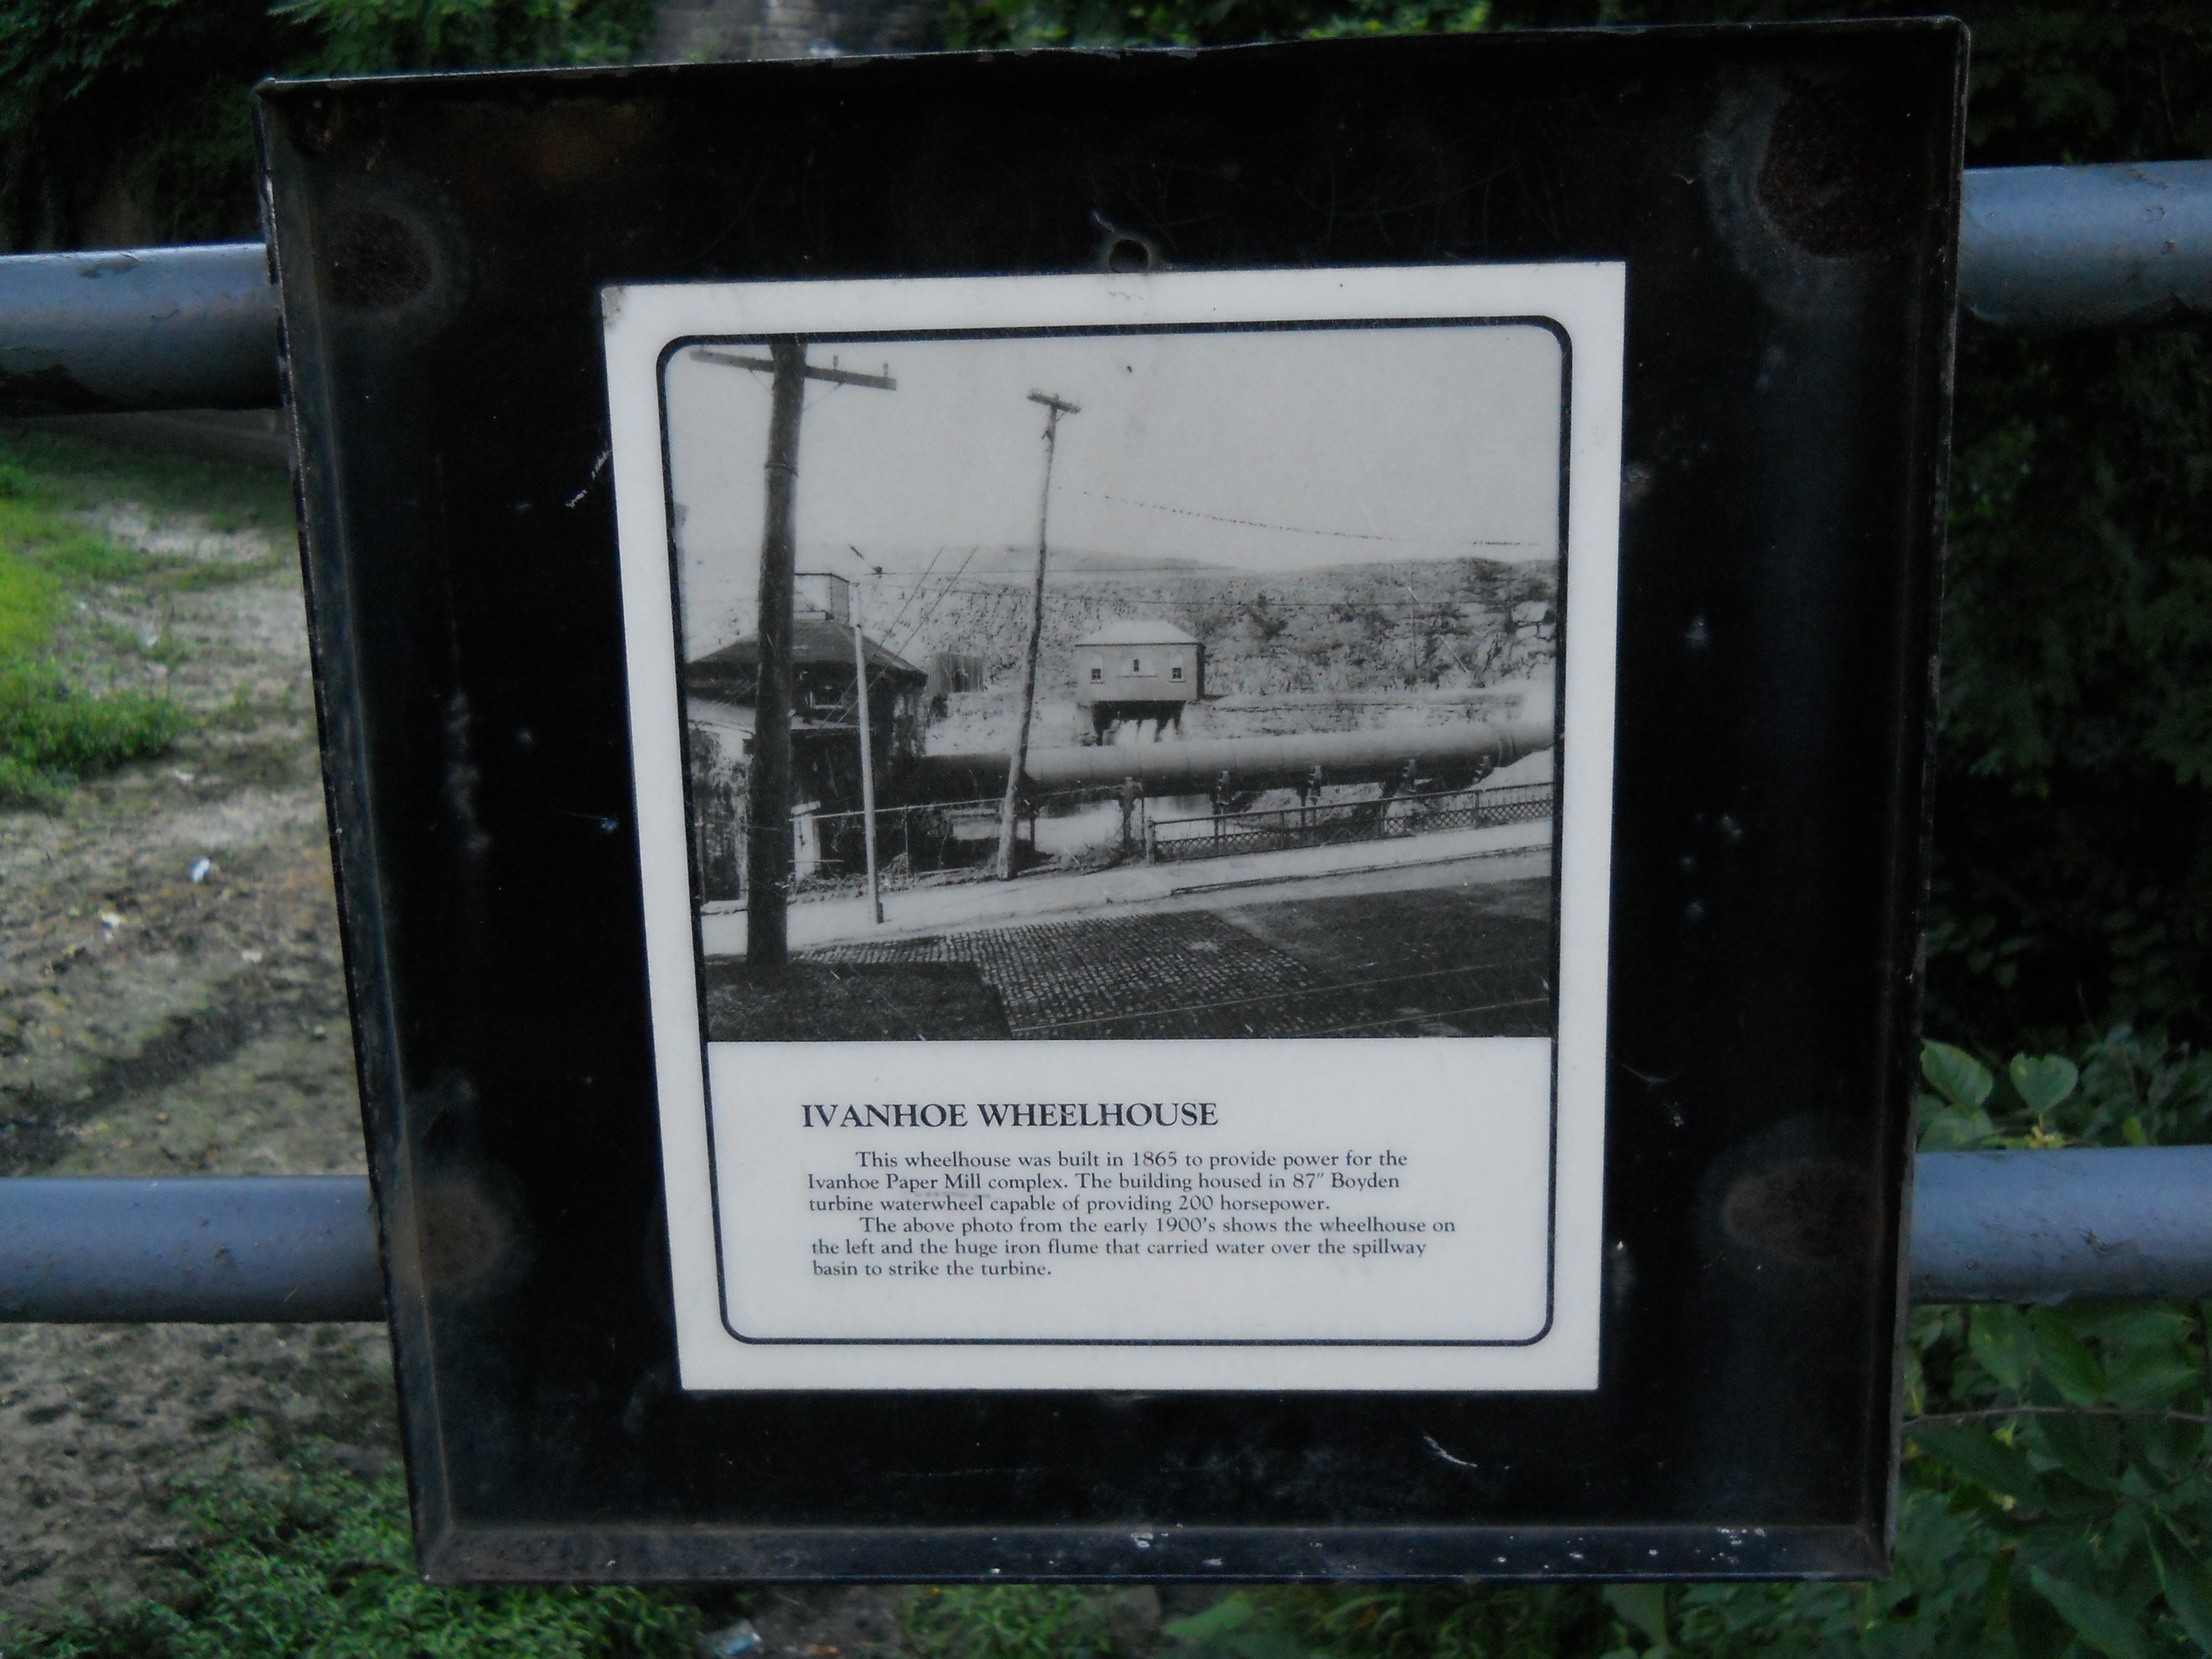 IVANHOE WHEELHOUSE
This wheelhouse was built in 1865 to provide power for the
Ivanhoe Paper Mill complex. The building housed in 87" Boyden
turbine waterwheel capable of providing 200 horsepower.
The above photo from the early 1900's shows the wheelhouse on
the left and the huge iron flume that carried water over the spillway
basin to strike the turbine.